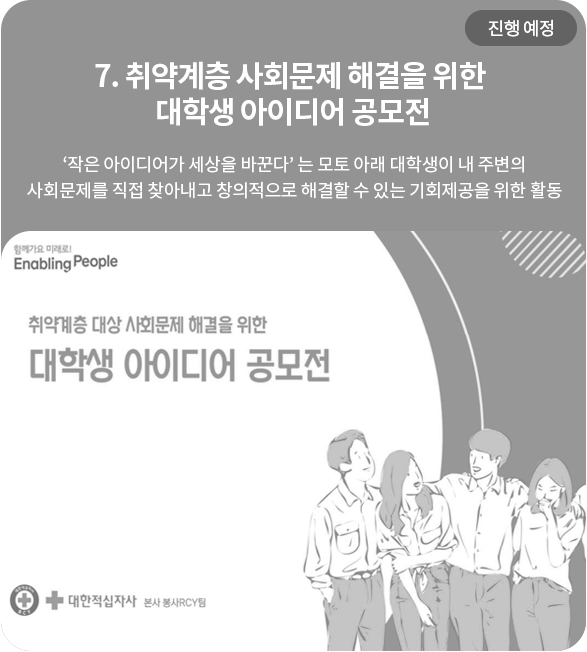 진행 예정
7. 취약계층 사회문제 해결을 위한
대학생 아이디어 공모전
‘작은 아이디어가 세상을 바꾼다’ 는 모토 아래 대학생이 내 주변의
사회문제를 직접 찾아내고 창의적으로 해결할 수 있는 기회제공을 위한 활동
함께가요 미래로!
Enabling People
취약계층 대상 사회문제 해결을 위한
대학생 아이디어 공모전
대한적십자사 본사 봉사RCY팀